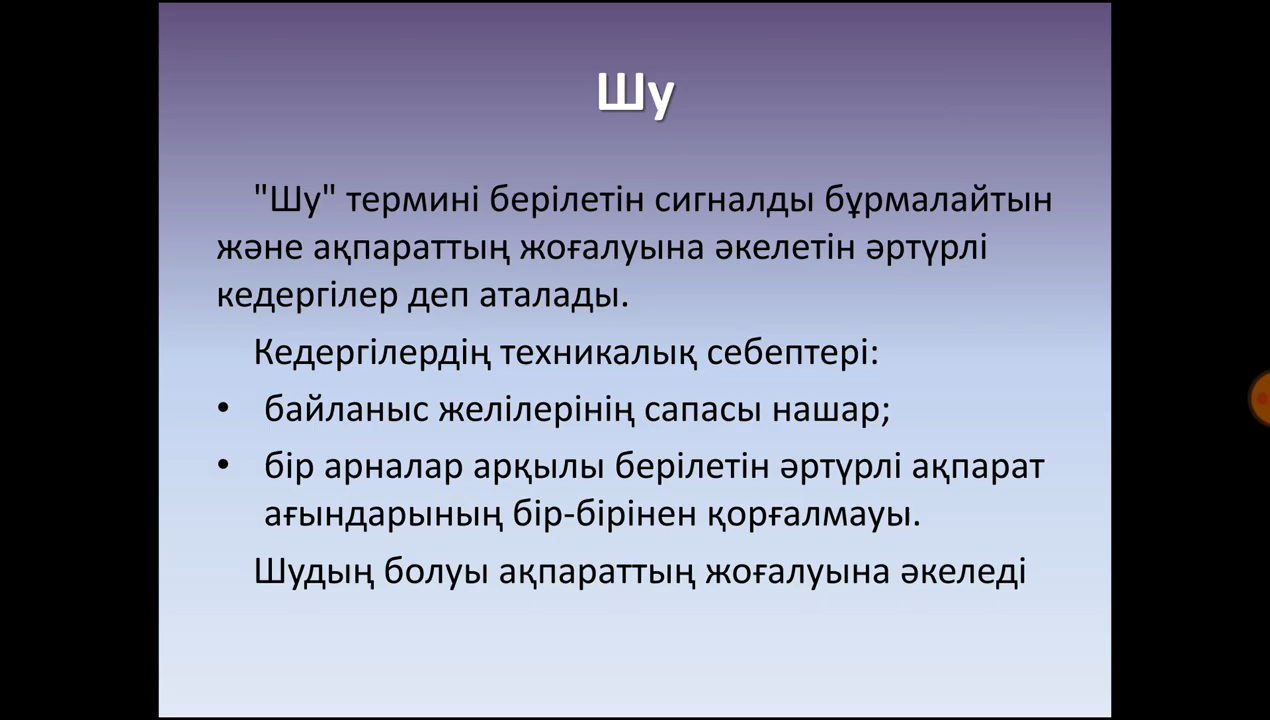 Шу
"Шу" термині берілетін сигналды бұрмалайтын
және ақпараттың жоғалуына әкелетін әртүрлі
кедергілер деп аталады.
Кедергілердің техникалық себептері:
• байланыс желілерінің сапасы нашар;
• бір арналар арқылы берілетін әртүрлі ақпарат
ағындарының бір-бірінен қорғалмауы.
Шудың болуы ақпараттың жоғалуына әкеледі